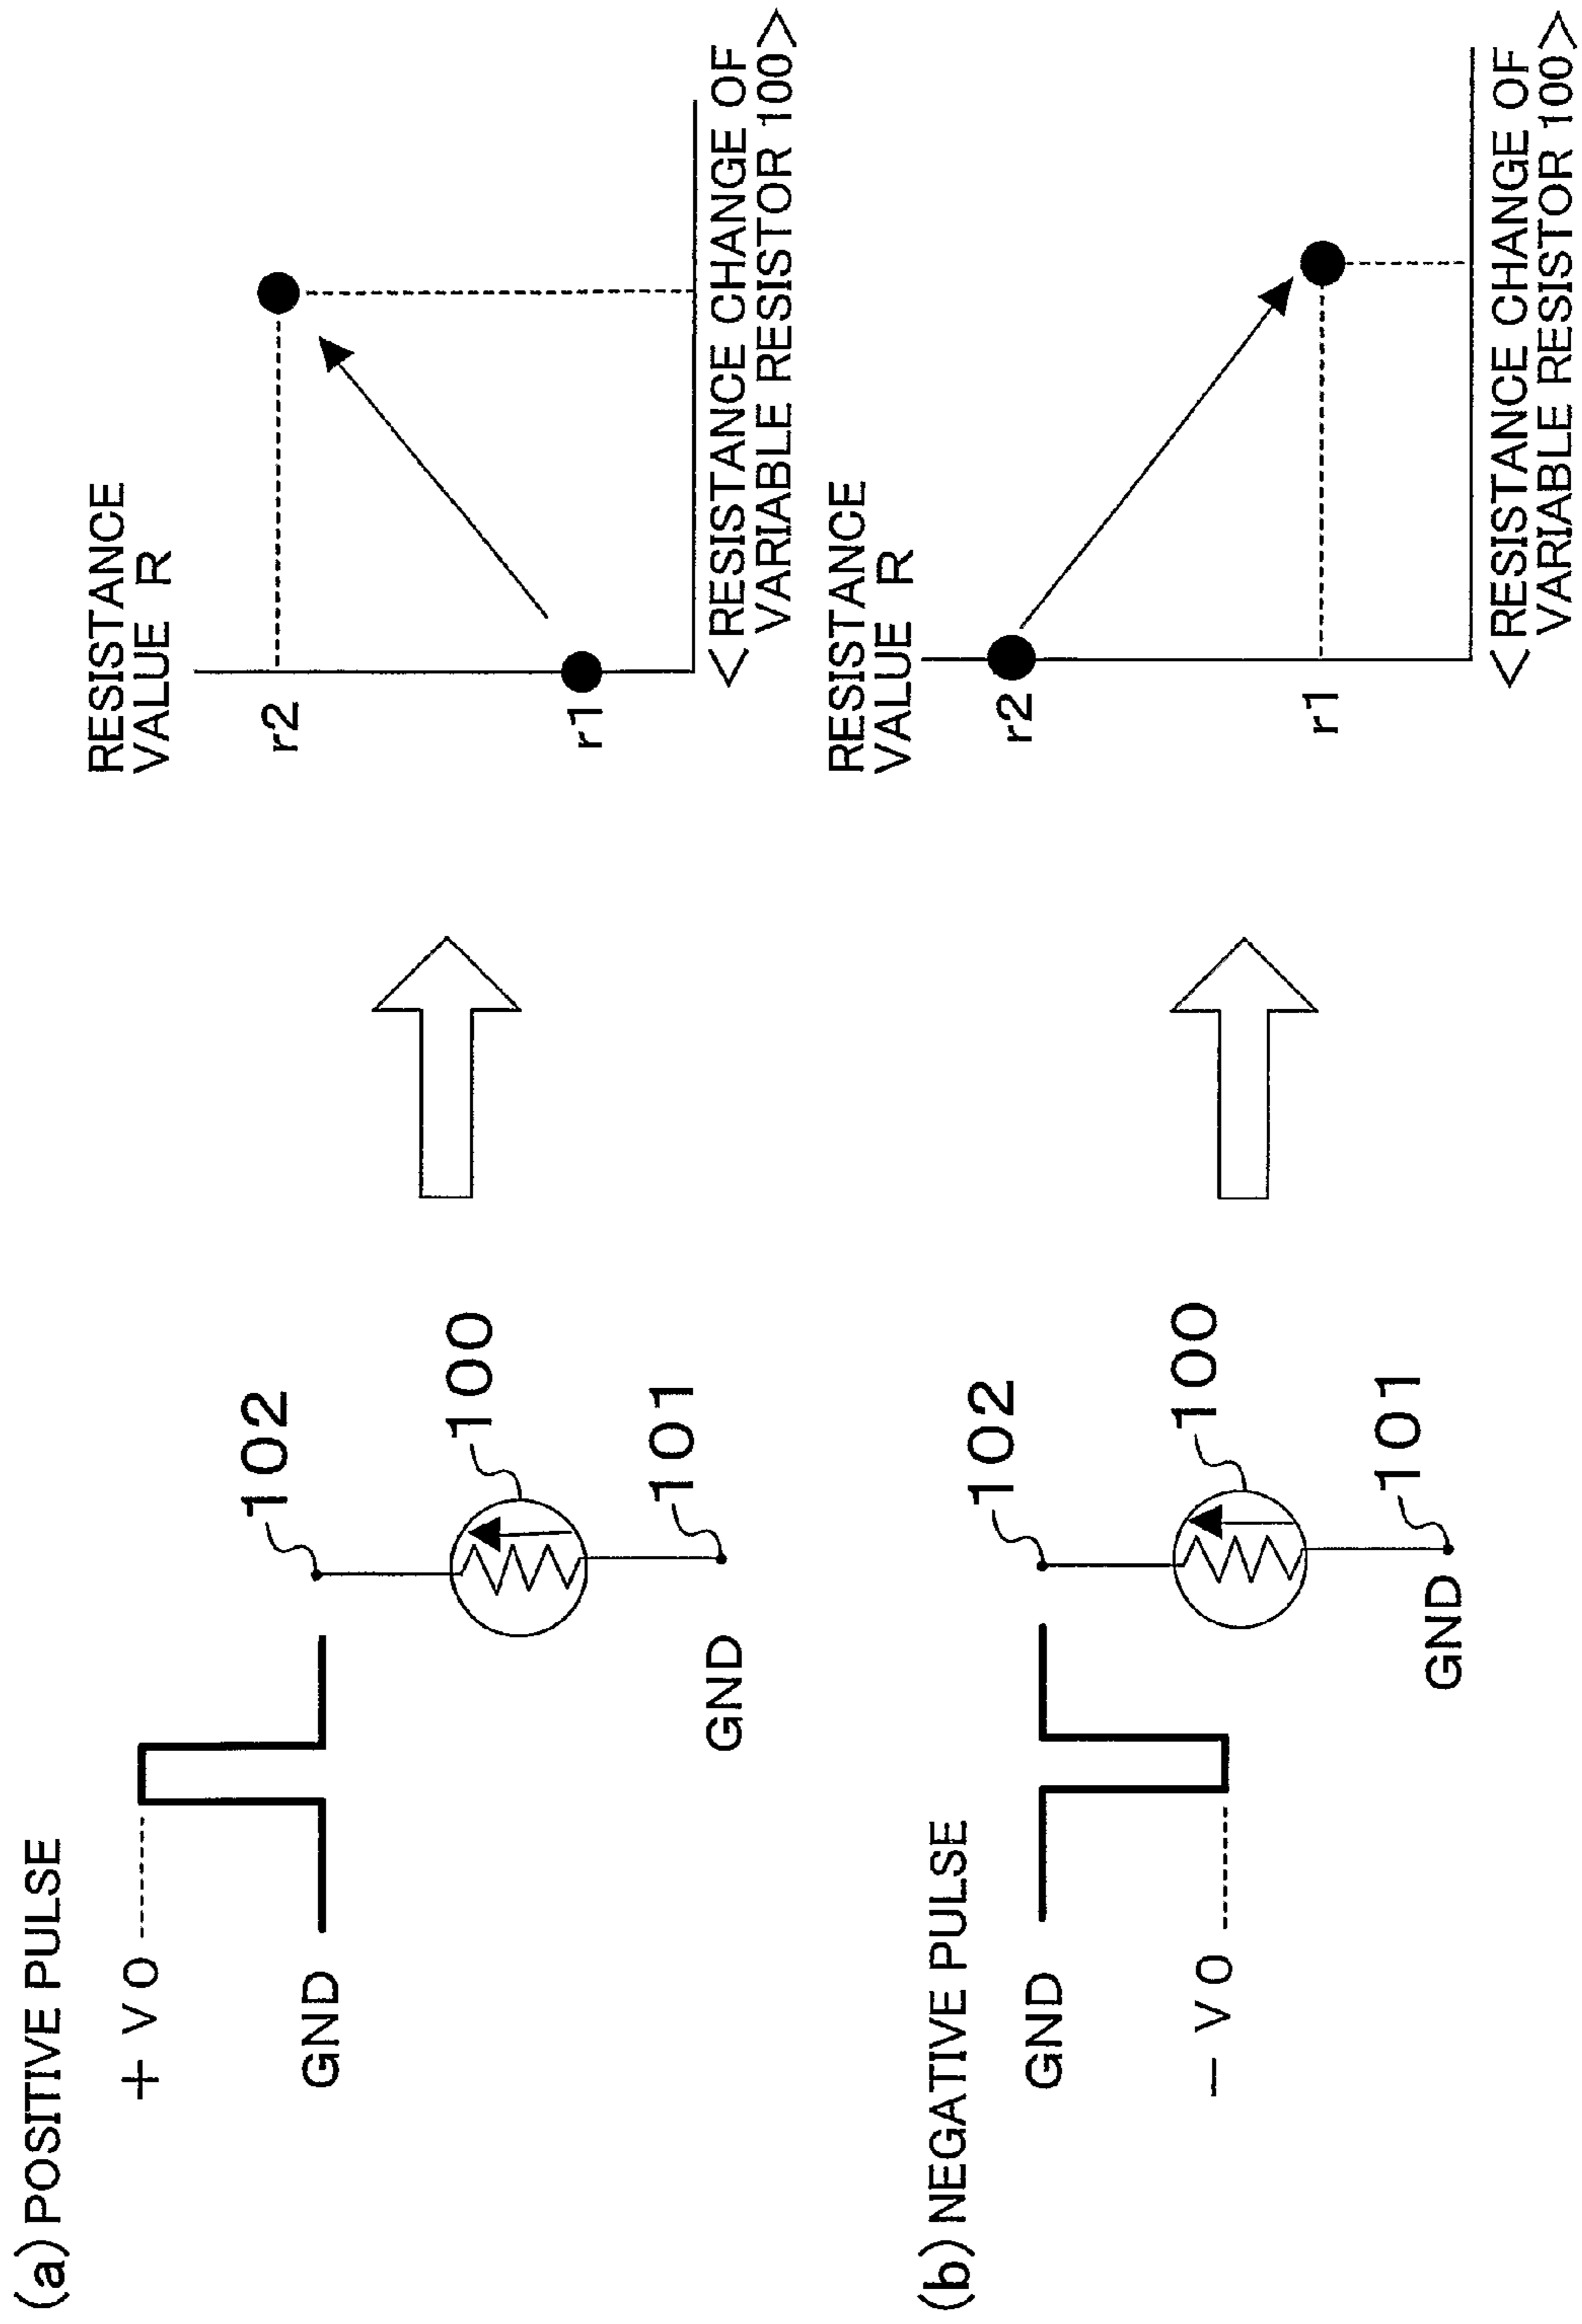 (a) POSITIVE PULSE
+V0
GND
102
100
101
GND
RESISTANCE
VALUE R
r2
r1
<RESISTANCE CHANGE OF
VARIABLE RESISTOR 100>
(b) NEGATIVE PULSE
GND
-V0
102
100
101
GND
RESISTANCE
VALUE R
r2
r1
<RESISTANCE CHANGE OF
VARIABLE RESISTOR 100>